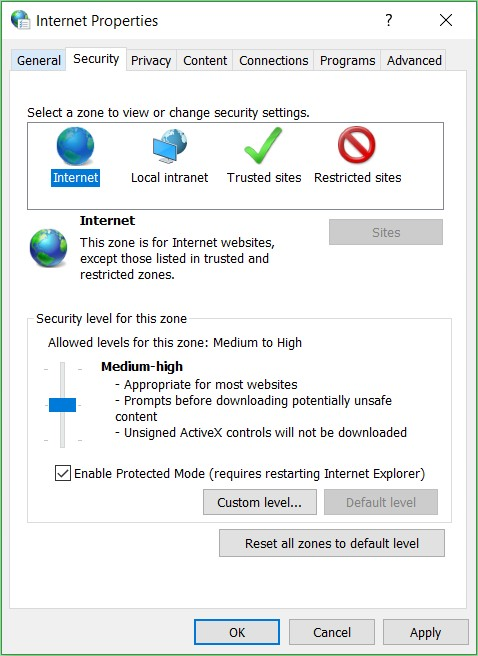 Internet Properties
?
General Security Privacy Content Connections Programs Advanced
Select a zone to view or change security settings.
Internet Local intranet Trusted sites Restricted sites
Internet
Sites
This zone is for Internet websites,
except those listed in trusted and
restricted zones.
Security level for this zone
Allowed levels for this zone: Medium to High
Medium-high
- Appropriate for most websites
- Prompts before downloading potentially unsafe
content
- Unsigned ActiveX controls will not be downloaded
Enable Protected Mode (requires restarting Internet Explorer)
Custom level... Default level
Reset all zones to default level
OK Cancel Apply